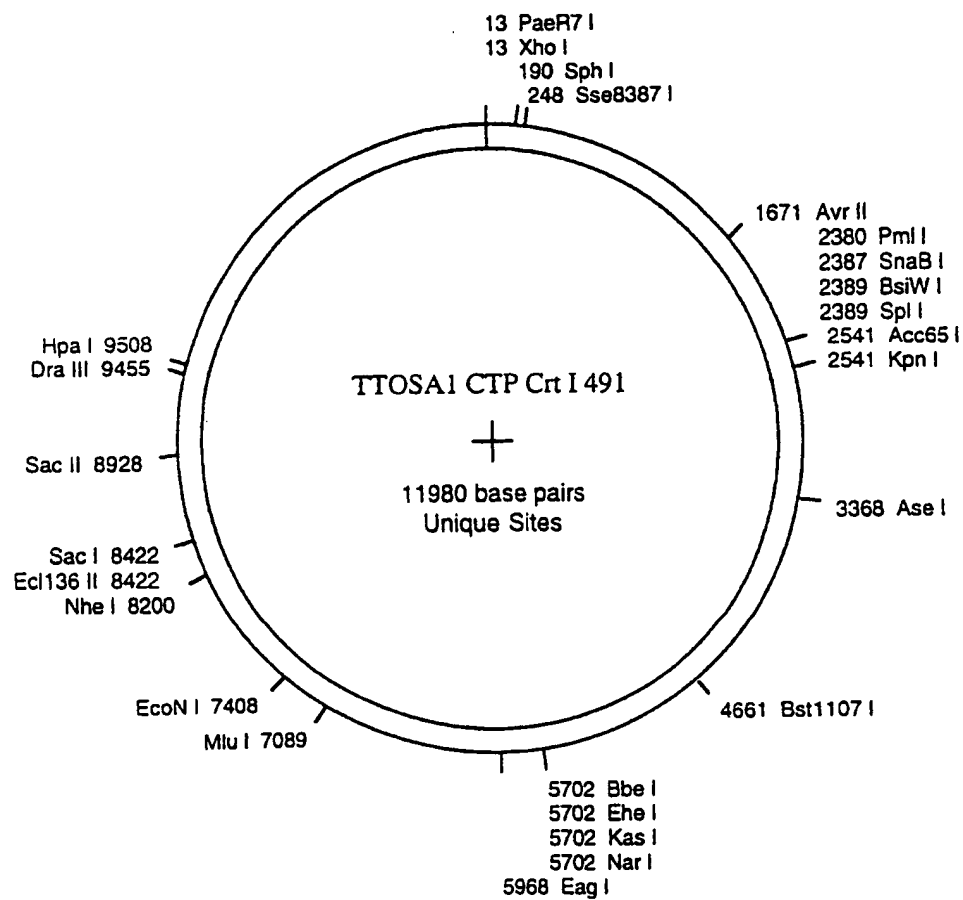 13 PaeR7 I
13 Xho I
190 Sph I
248 Sse8387 I
1671 Avr II
2380 Pml I
2387 SnaB I
2389 BsiW I
2389 Spl I
2541 Acc65 I
2541 Kpn I
Hpa I 9508
Dra III 9455
TTOSA1 CTP Crt I 491
11980 base pairs
Unique Sites
Sac II 8928
3368 Ase I
Sac I 8422
Ecl136 II 8422
Nhe I 8200
EcoN I 7408
Mlu I 7089
4661 Bst1107 I
5702 Bbe I
5702 Ehe I
5702 Kas I
5702 Nar I
5968 Eag I